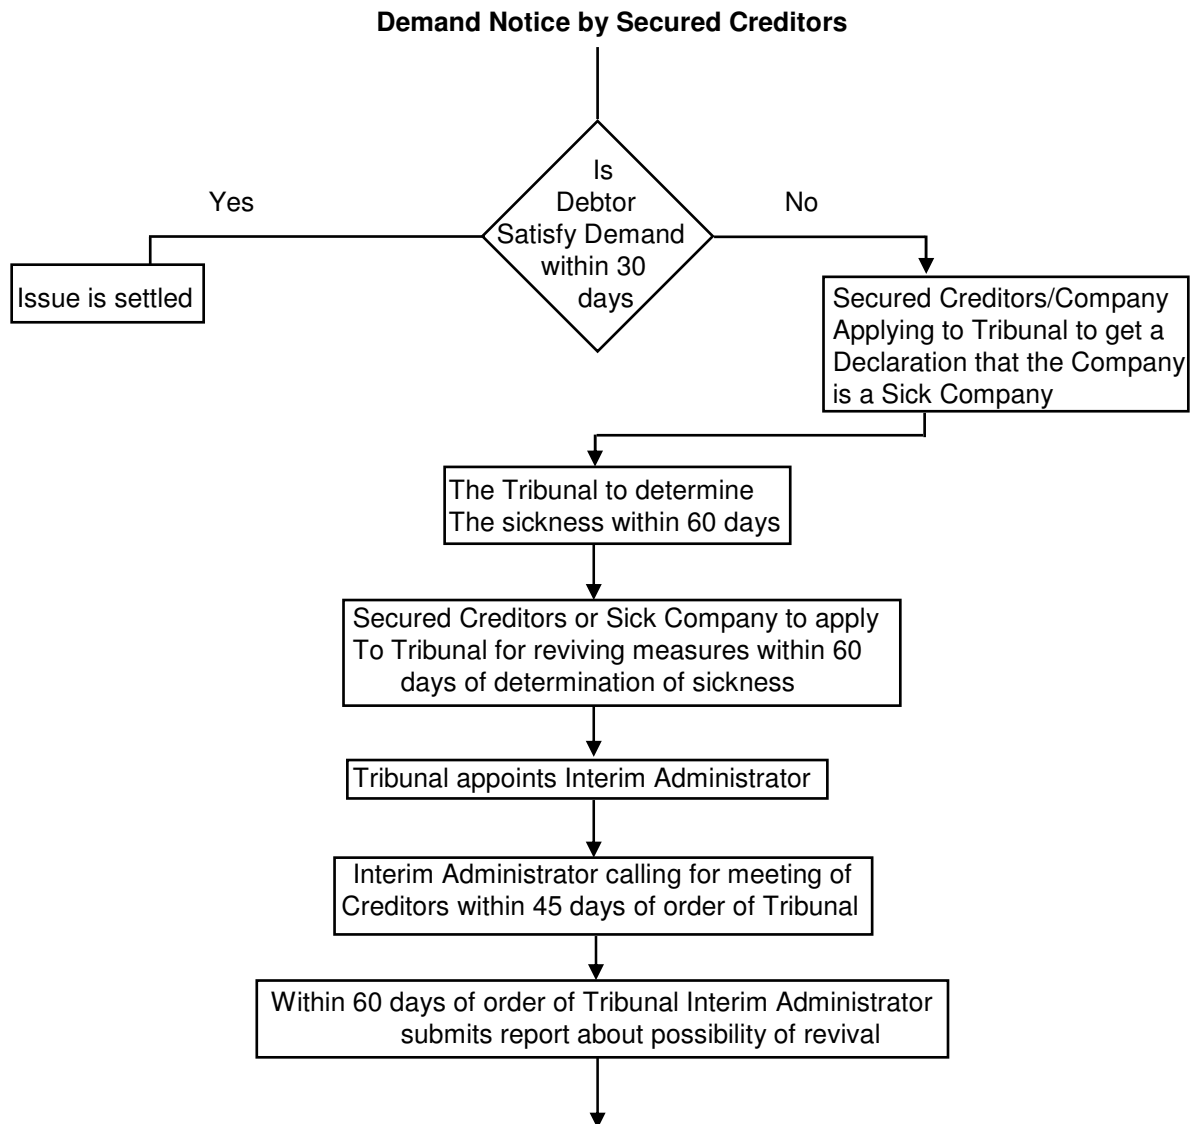 Demand Notice by Secured Creditors
Is
Debtor
Satisfy Demand
within 30
days
Yes
No
Issue is settled
Secured Creditors/Company
Applying to Tribunal to get a
Declaration that the Company
is a Sick Company
The Tribunal to determine
The sickness within 60 days
Secured Creditors or Sick Company to apply
To Tribunal for reviving measures within 60
days of determination of sickness
Tribunal appoints Interim Administrator
Interim Administrator calling for meeting of
Creditors within 45 days of order of Tribunal
Within 60 days of order of Tribunal Interim Administrator
submits report about possibility of revival